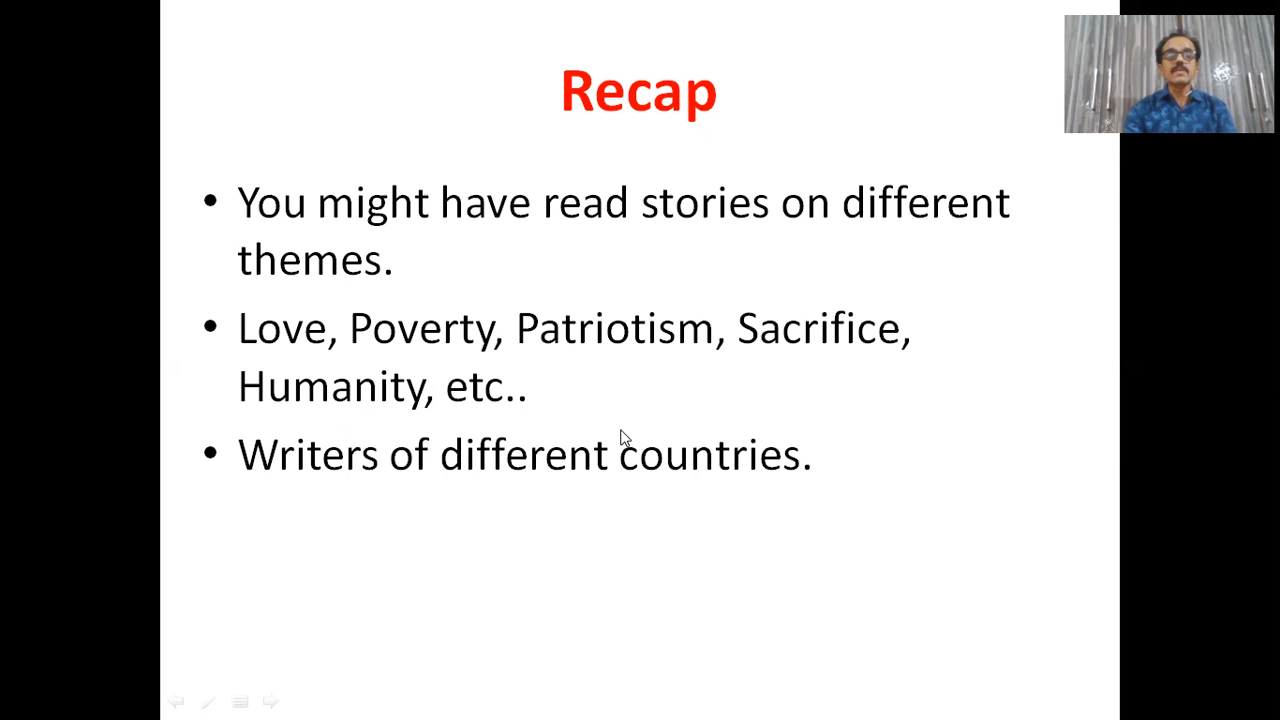 Recap
• You might have read stories on different
themes.
• Love, Poverty, Patriotism, Sacrifice,
Humanity, etc..
• Writers of different countries.